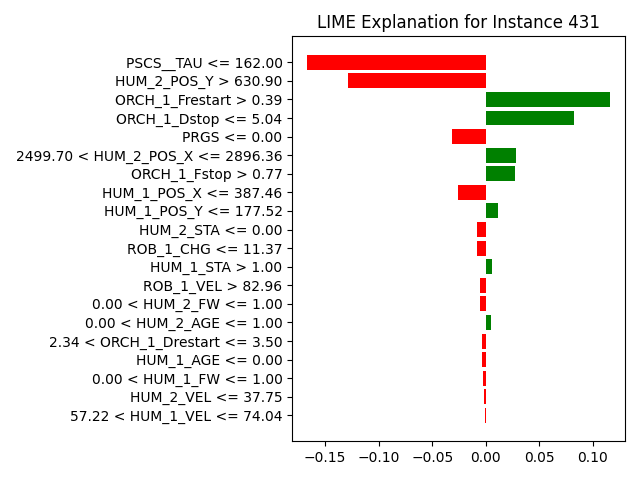 LIME Explanation for Instance 431
PSCS__TAU <= 162.00
HUM_2_POS_Y > 630.90
ORCH_1_Frestart > 0.39
ORCH_1_Dstop <= 5.04
PRGS <= 0.00
2499.70 < HUM_2_POS_X <= 2896.36
ORCH_1_Fstop > 0.77
HUM_1_POS_X <= 387.46
HUM_1_POS_Y <= 177.52
HUM_2_STA <= 0.00
ROB_1_CHG <= 11.37
HUM_1_STA > 1.00
ROB_1_VEL > 82.96
0.00 < HUM_2_FW <= 1.00
0.00 < HUM_2_AGE <= 1.00
2.34 < ORCH_1_Drestart <= 3.50
HUM_1_AGE <= 0.00
0.00 < HUM_1_FW <= 1.00
HUM_2_VEL <= 37.75
57.22 < HUM_1_VEL <= 74.04
−0.15 −0.10 −0.05 0.00 0.05 0.10